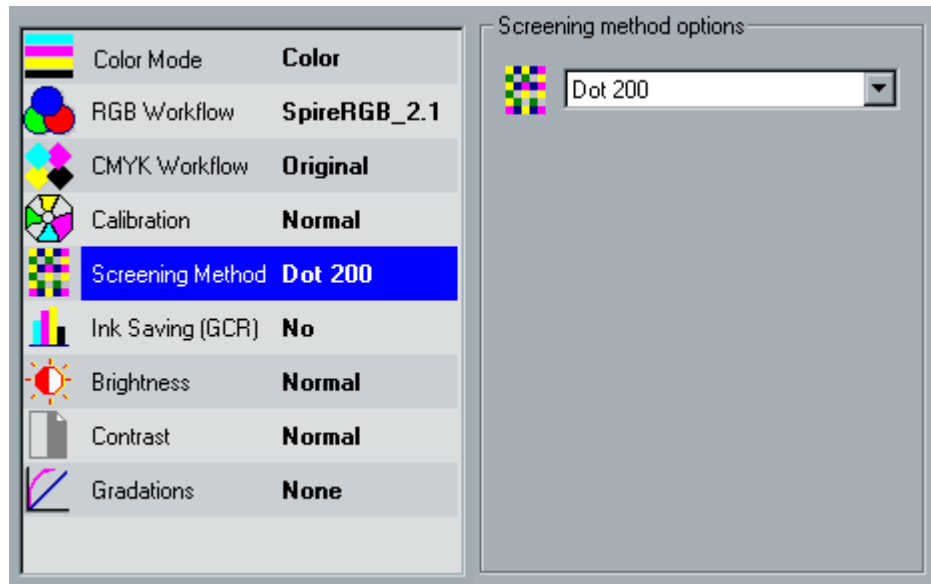 Color Mode Color
RGB Workflow SpireRGB_2.1
CMYK Workflow Original
Calibration Normal
Screening Method Dot 200
Ink Saving (GCR) No
Brightness Normal
Contrast Normal
Gradations None
Screening method options
Dot 200